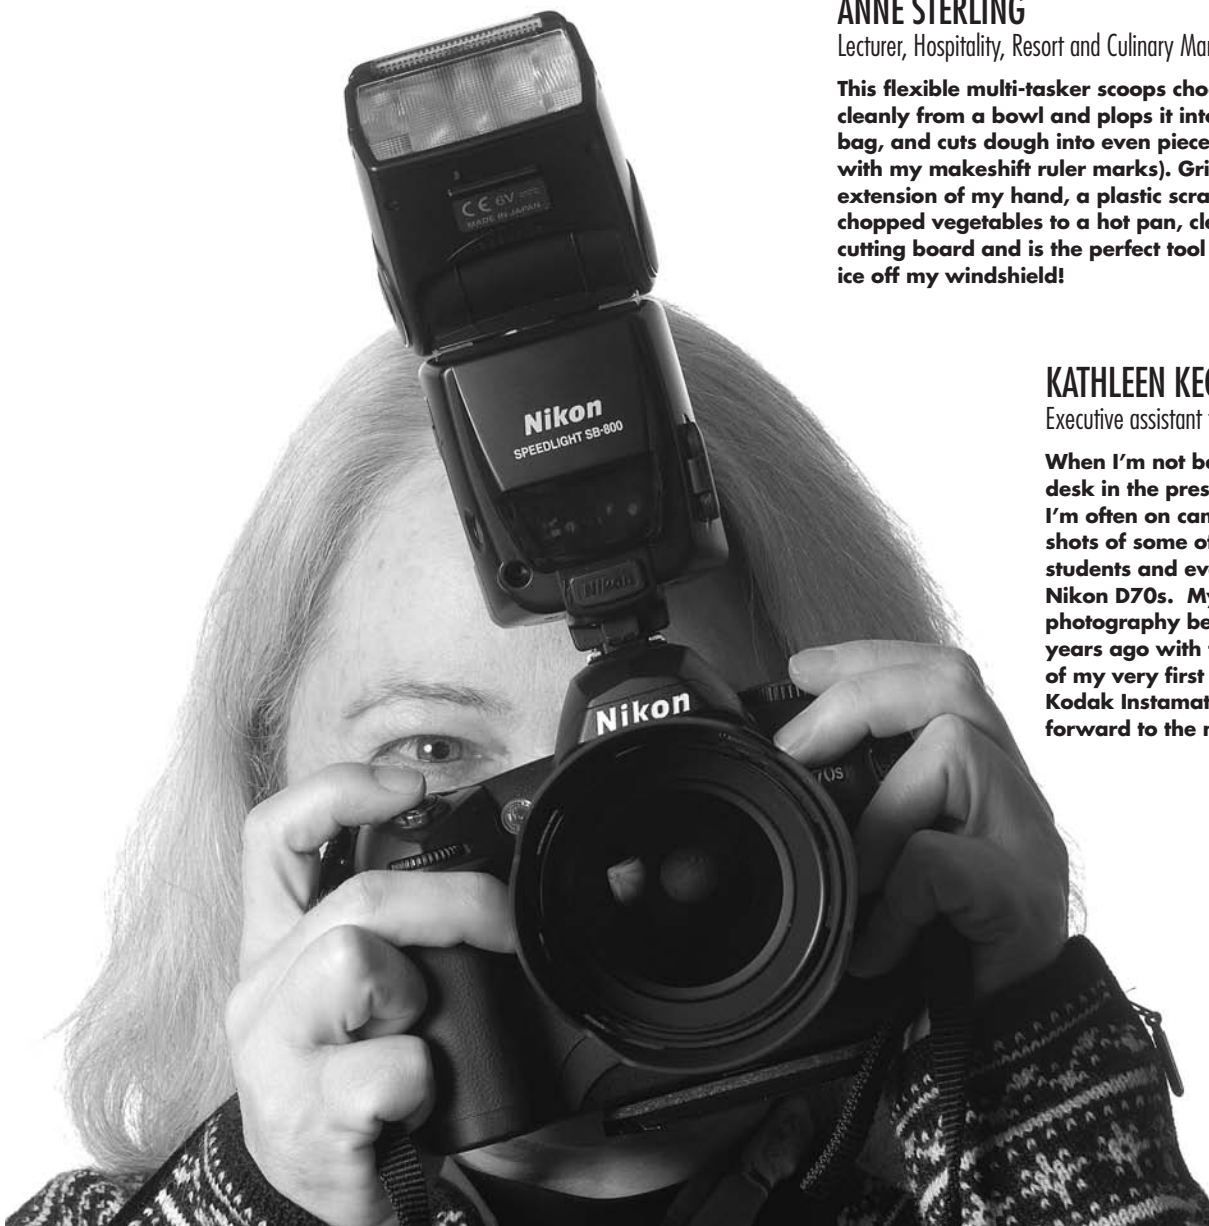 ANNE STERLING
Lecturer, Hospitality, Resort and Culinary Mar
This flexible multi-tasker scoops cho
cleanly from a bowl and plops it int
bag, and cuts dough into even piece
with my makeshift ruler marks). Gri
extension of my hand, a plastic scra
chopped vegetables to a hot pan, cle
cutting board and is the perfect tool
ice off my windshield!
KATHLEEN
Executive assistant
When I'm not be
desk in the pres
I'm often on can
shots of some of
students and eve
Nikon D70s. My
photography be
years ago with
of my very first
Kodak Instamat
forward to the
CE 6V
MADE IN JAPAN
Nikon
SPEEDLIGHT SB-800
Nikon
Nikon
70s